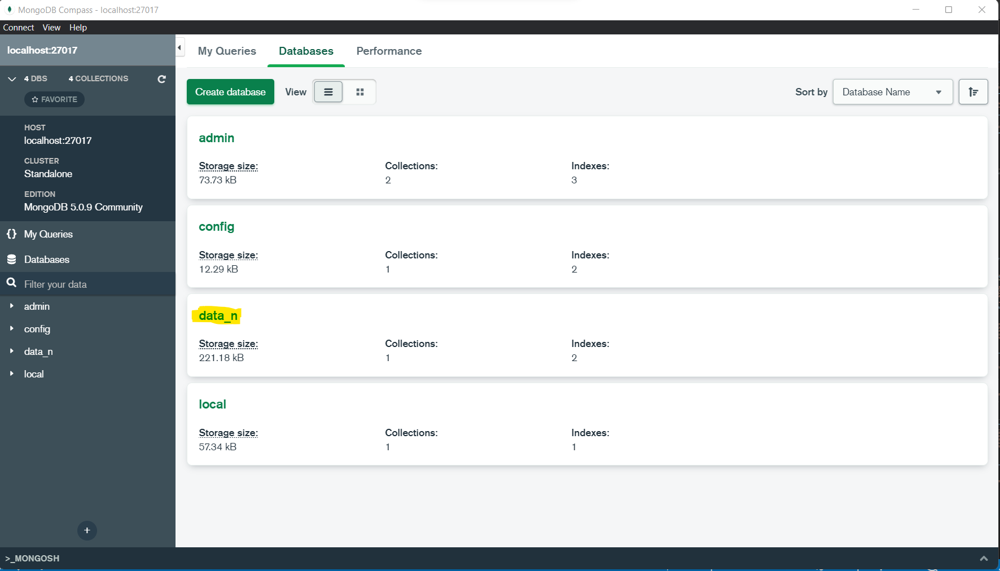 MongoDB Compass - localhost:27017
Connect View Help
localhost:27017
4 DBS 4 COLLECTIONS
FAVORITE
HOST
localhost:27017
CLUSTER
Standalone
EDITION
MongoDB 5.0.9 Community
{} My Queries
Databases
Filter your data
admin
config
data_n
local
My Queries Databases Performance
Create database View Sort by Database Name
admin
Storage size: Collections: Indexes:
73.73 kB 2 3
config
Storage size: Collections: Indexes:
12.29 kB 1 2
data_n
Storage size: Collections: Indexes:
221.18 kB 1 2
local
Storage size: Collections: Indexes:
57.34 kB 1 1
>_MONGOSH